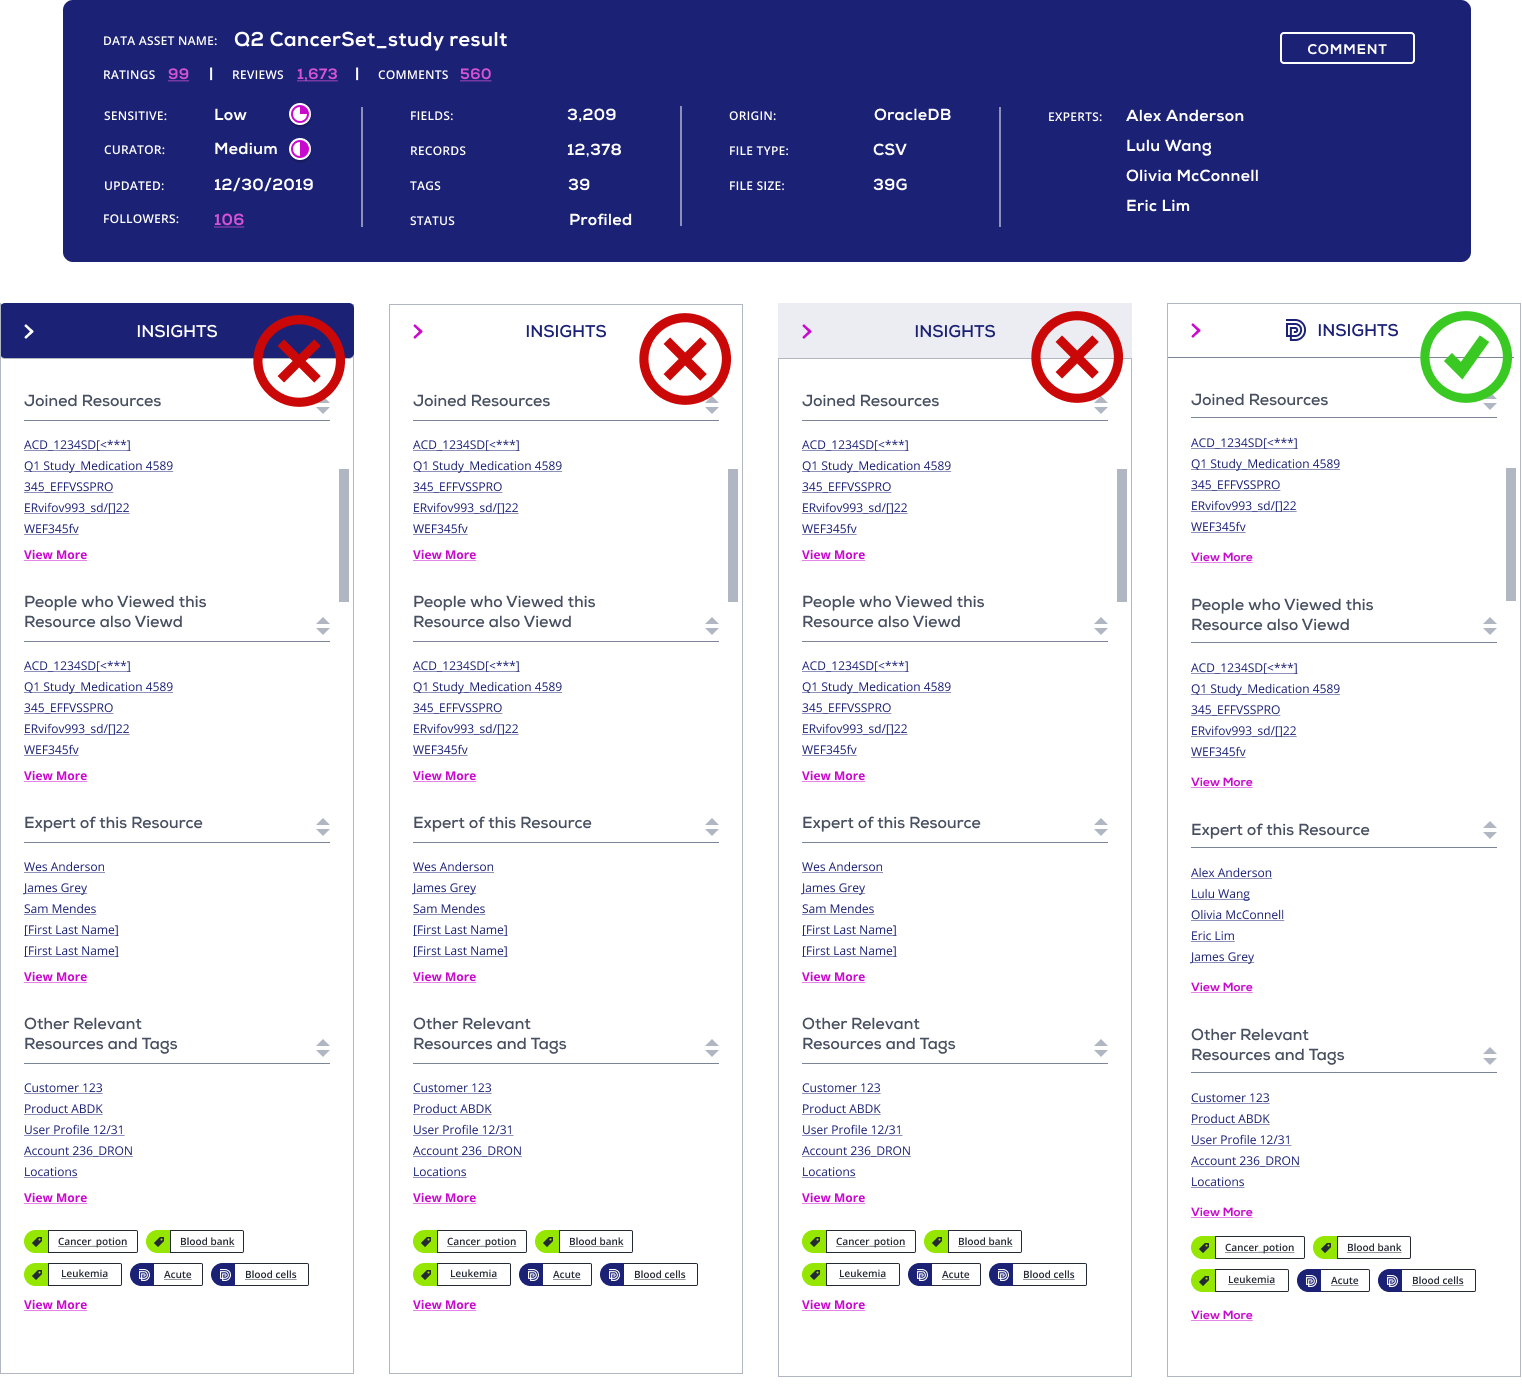 DATA ASSET NAME: Q2 CancerSet_study result
COMMENT
RATINGS 99 | REVIEWS 1,673 | COMMENTS 560
SENSITIVE: Low
CURATOR: Medium
UPDATED: 12/30/2019
FOLLOWERS: 106
FIELDS: 3,209
RECORDS 12,378
TAGS 39
STATUS Profiled
ORIGIN: OracleDB
FILE TYPE: CSV
FILE SIZE: 39G
EXPERTS: Alex Anderson
Lulu Wang
Olivia McConnell
Eric Lim
INSIGHTS
Joined Resources
ACD_1234SD[<***]
Q1 Study_Medication 4589
345_EFFVSSPRO
ERvifov993_sd/[]22
WEF345fv
View More
People who Viewed this
Resource also Viewd
ACD_1234SD[<***]
Q1 Study_Medication 4589
345_EFFVSSPRO
ERvifov993_sd/[]22
WEF345fv
View More
Expert of this Resource
Wes Anderson
James Grey
Sam Mendes
[First Last Name]
[First Last Name]
View More
Other Relevant
Resources and Tags
Customer 123
Product ABDK
User Profile 12/31
Account 236_DRON
Locations
View More
Cancer_potion Blood bank
Leukemia Acute Blood cells
View More
INSIGHTS
Joined Resources
ACD_1234SD[<***]
Q1 Study_Medication 4589
345_EFFVSSPRO
ERvifov993_sd/[]22
WEF345fv
View More
People who Viewed this
Resource also Viewd
ACD_1234SD[<***]
Q1 Study_Medication 4589
345_EFFVSSPRO
ERvifov993_sd/[]22
WEF345fv
View More
Expert of this Resource
Wes Anderson
James Grey
Sam Mendes
[First Last Name]
[First Last Name]
View More
Other Relevant
Resources and Tags
Customer 123
Product ABDK
User Profile 12/31
Account 236_DRON
Locations
View More
Cancer_potion Blood bank
Leukemia Acute Blood cells
View More
INSIGHTS
Joined Resources
ACD_1234SD[<***]
Q1 Study_Medication 4589
345_EFFVSSPRO
ERvifov993_sd/[]22
WEF345fv
View More
People who Viewed this
Resource also Viewd
ACD_1234SD[<***]
Q1 Study_Medication 4589
345_EFFVSSPRO
ERvifov993_sd/[]22
WEF345fv
View More
Expert of this Resource
Wes Anderson
James Grey
Sam Mendes
[First Last Name]
[First Last Name]
View More
Other Relevant
Resources and Tags
Customer 123
Product ABDK
User Profile 12/31
Account 236_DRON
Locations
View More
Cancer_potion Blood bank
Leukemia Acute Blood cells
View More
INSIGHTS
Joined Resources
ACD_1234SD[<***]
Q1 Study_Medication 4589
345_EFFVSSPRO
ERvifov993_sd/[]22
WEF345fv
View More
People who Viewed this
Resource also Viewd
ACD_1234SD[<***]
Q1 Study_Medication 4589
345_EFFVSSPRO
ERvifov993_sd/[]22
WEF345fv
View More
Expert of this Resource
Alex Anderson
Lulu Wang
Olivia McConnell
Eric Lim
James Grey
View More
Other Relevant
Resources and Tags
Customer 123
Product ABDK
User Profile 12/31
Account 236_DRON
Locations
View More
Cancer_potion Blood bank
Leukemia Acute Blood cells
View More